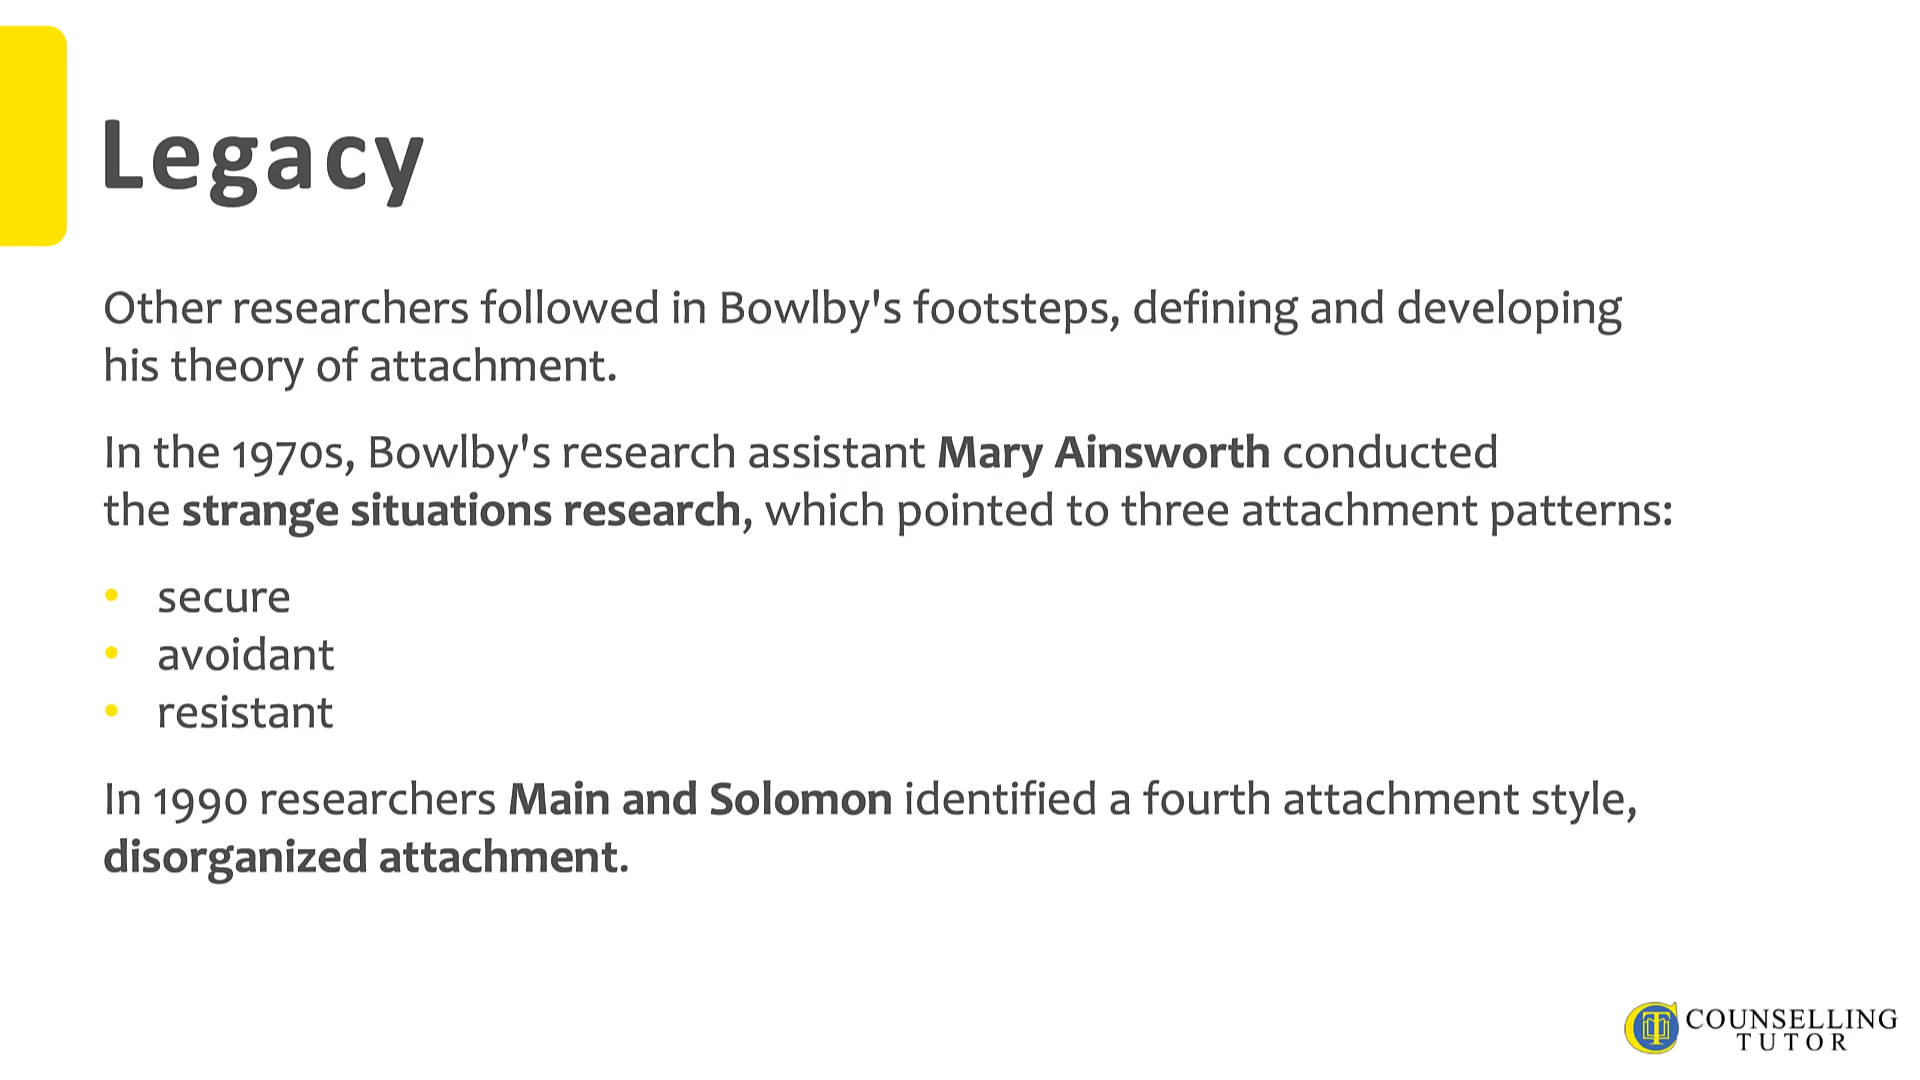 Legacy
Other researchers followed in Bowlby's footsteps, defining and developing
his theory of attachment.
In the 1970s, Bowlby's research assistant Mary Ainsworth conducted
the strange situations research, which pointed to three attachment patterns:
• secure
• avoidant
• resistant
In 1990 researchers Main and Solomon identified a fourth attachment style,
disorganized attachment.
COUNSELLING
TUTOR